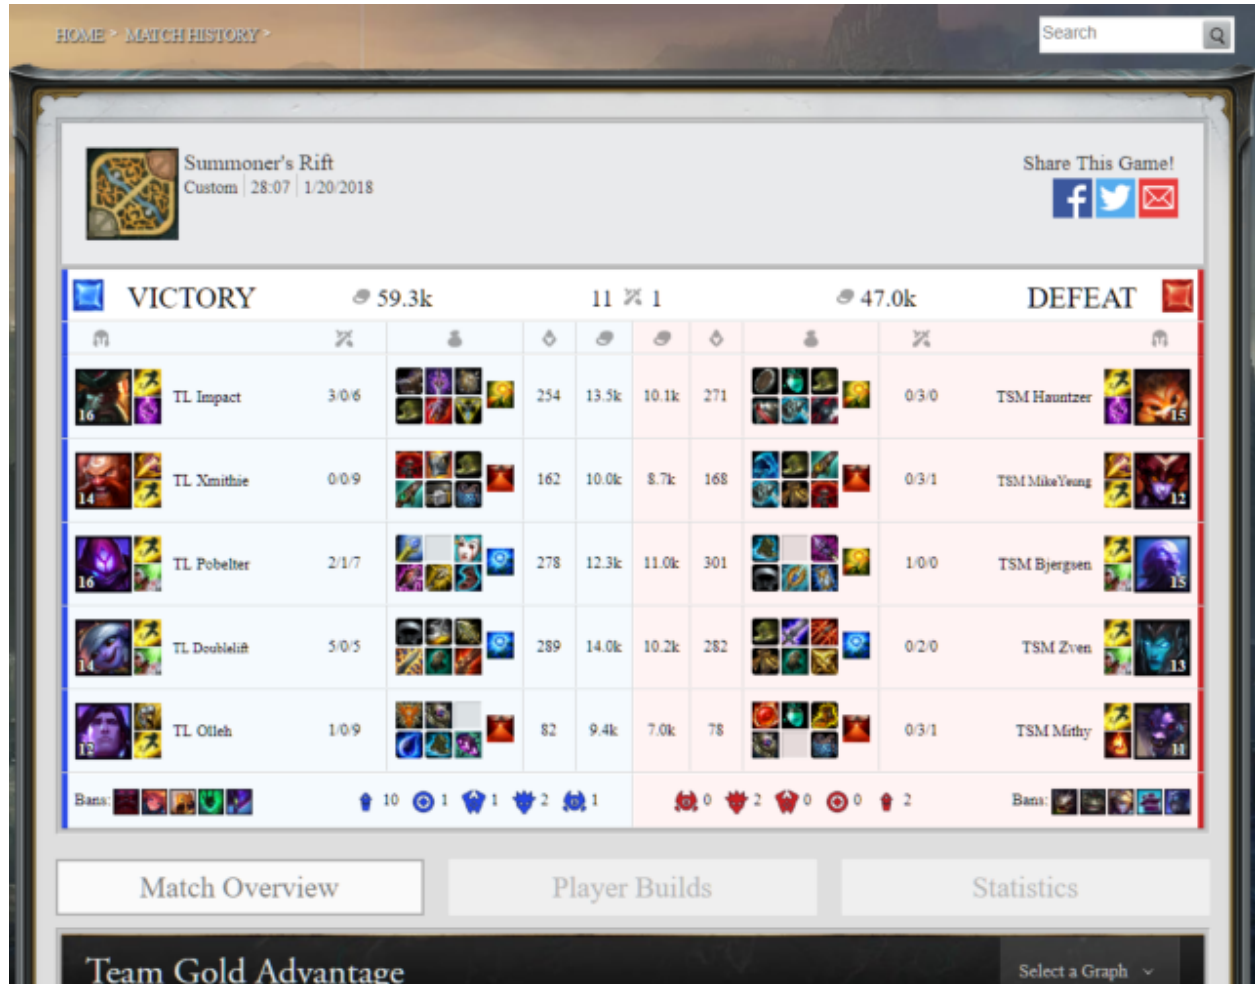 HOME > MATCH HISTORY >
Search
Summoner's Rift
Custom 28:07 1/20/2018
Share This Game!
VICTORY 59.3k 11 1 47.0k DEFEAT
16 TL Impact 3/0/6 254 13.5k 10.1k 271 0/3/0 TSM Hauntzer 15
14 TL Xmithie 0/0/9 162 10.0k 8.7k 168 0/3/1 TSM MikeYeung 12
16 TL Pobelter 2/1/7 278 12.3k 11.0k 301 1/0/0 TSM Bjergsen 15
14 TL Doublelift 5/0/5 289 14.0k 10.2k 282 0/2/0 TSM Zven 13
12 TL Olleh 1/0/9 82 9.4k 7.0k 78 0/3/1 TSM Mithy 11
Bans: 10 1 1 2 1 0 2 0 0 2 Bans:
Match Overview Player Builds Statistics
Team Gold Advantage Select a Graph